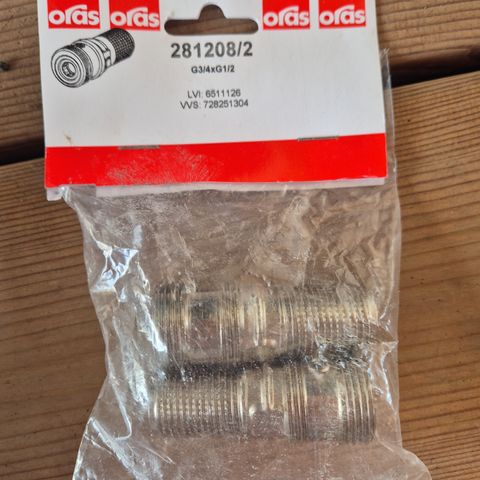 oras oras oras oras
281208/2
G3/4xG1/2
LVI: 6511126
VVS: 728251304